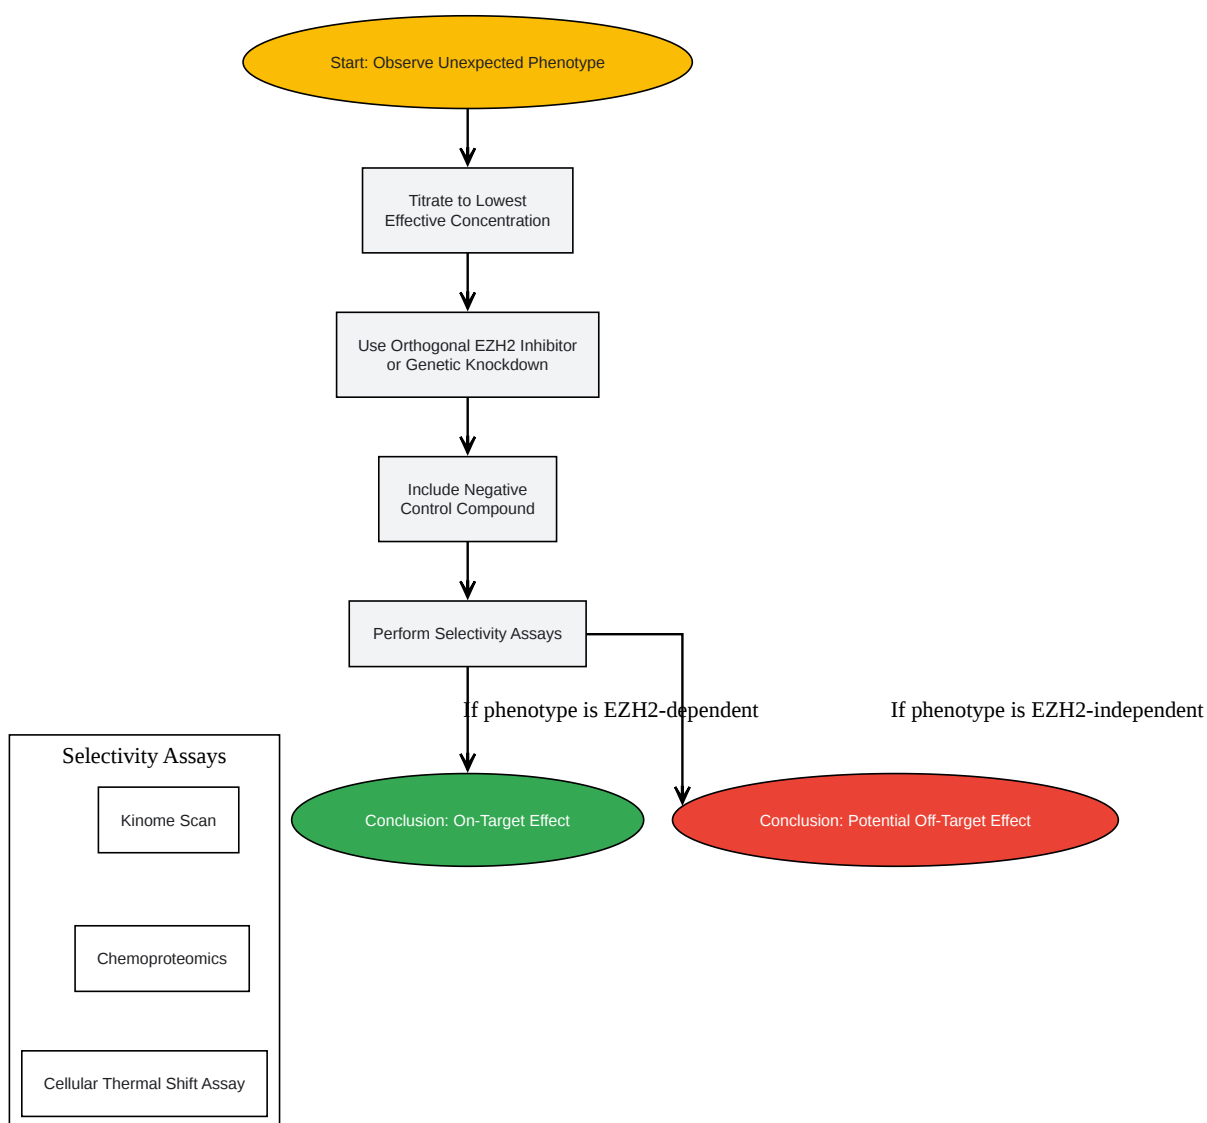 Start: Observe Unexpected Phenotype
Titrate to Lowest
Effective Concentration
Use Orthogonal EZH2 Inhibitor
or Genetic Knockdown
Include Negative
Control Compound
Perform Selectivity Assays
If phenotype is EZH2-dependent
If phenotype is EZH2-independent
Selectivity Assays
Kinome Scan
Conclusion: On-Target Effect
Conclusion: Potential Off-Target Effect
Chemoproteomics
Cellular Thermal Shift Assay